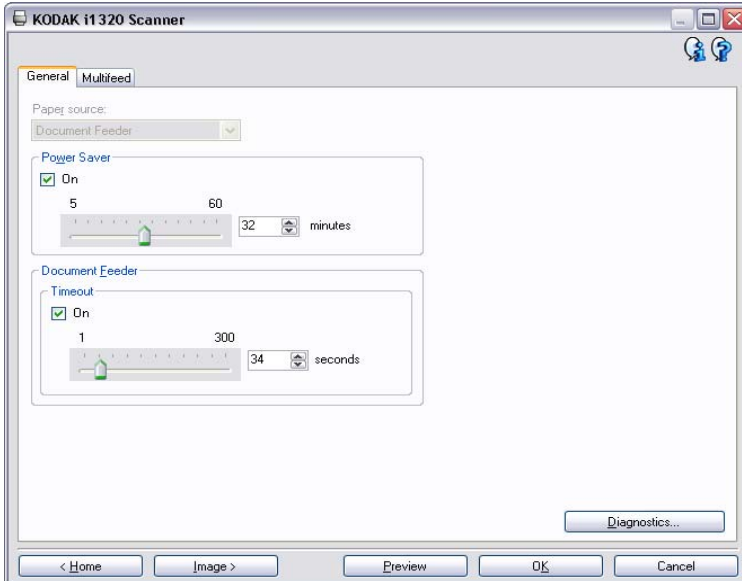 KODAK i1320 Scanner
General Multifeed
Paper source:
Document Feeder
Power Saver
On
5 60
32 minutes
Document Feeder
Timeout
On
1 300
34 seconds
Diagnostics...
< Home Image > Preview OK Cancel